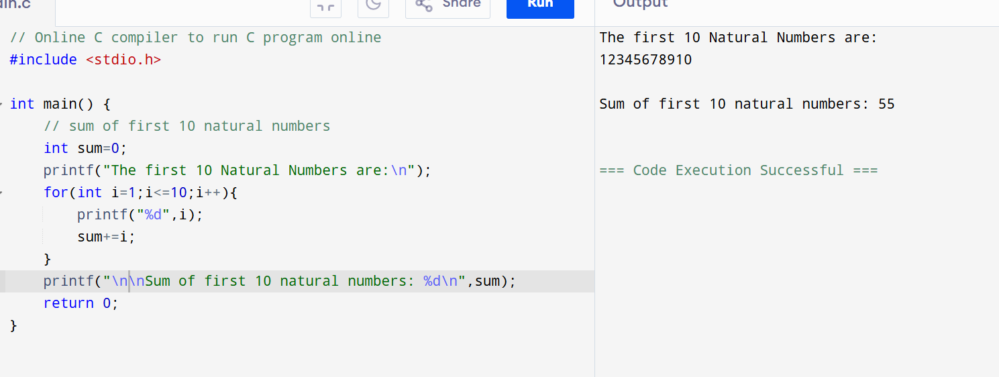 Share
Run
Output
// Online C compiler to run C program online
#include <stdio.h>
int main() {
// sum of first 10 natural numbers
int sum=0;
printf("The first 10 Natural Numbers are:\n");
for(int i=1;i<=10;i++){
printf("%d",i);
sum+=i;
}
printf("\n\nSum of first 10 natural numbers: %d\n",sum);
return 0;
}
The first 10 Natural Numbers are:
12345678910
Sum of first 10 natural numbers: 55
=== Code Execution Successful ===